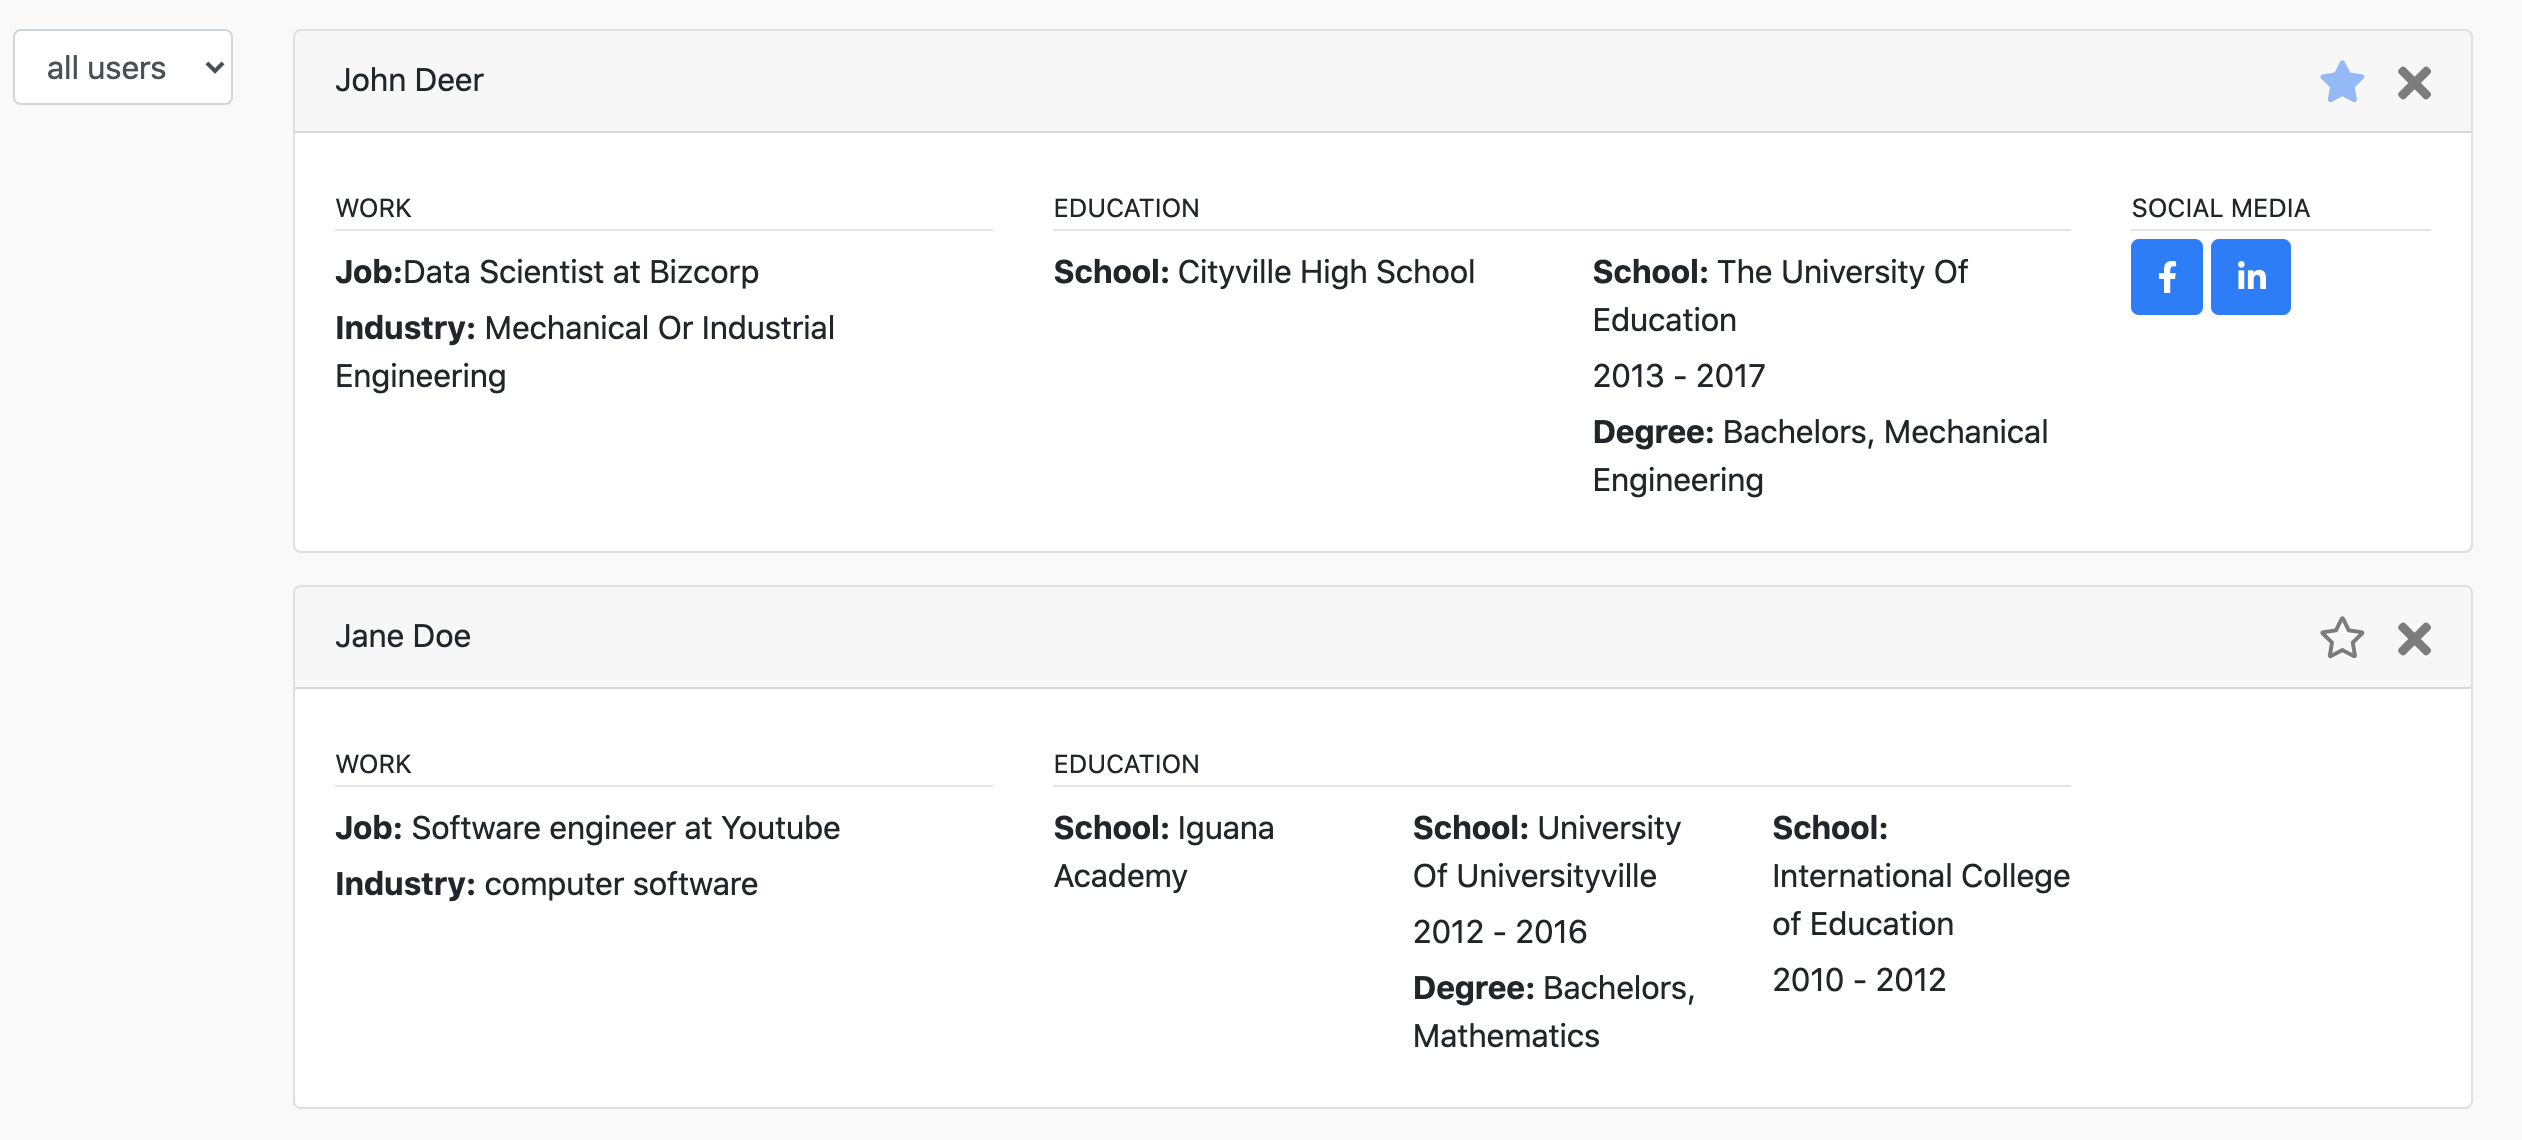 all users
John Deer
WORK
Job:Data Scientist at Bizcorp
Industry: Mechanical Or Industrial
Engineering
EDUCATION
School: Cityville High School
School: The University Of
Education
2013 - 2017
Degree: Bachelors, Mechanical
Engineering
SOCIAL MEDIA
f
in
Jane Doe
WORK
Job: Software engineer at Youtube
Industry: computer software
EDUCATION
School: Iguana
Academy
School: University
Of Universityville
2012 - 2016
Degree: Bachelors,
Mathematics
School:
International College
of Education
2010 - 2012